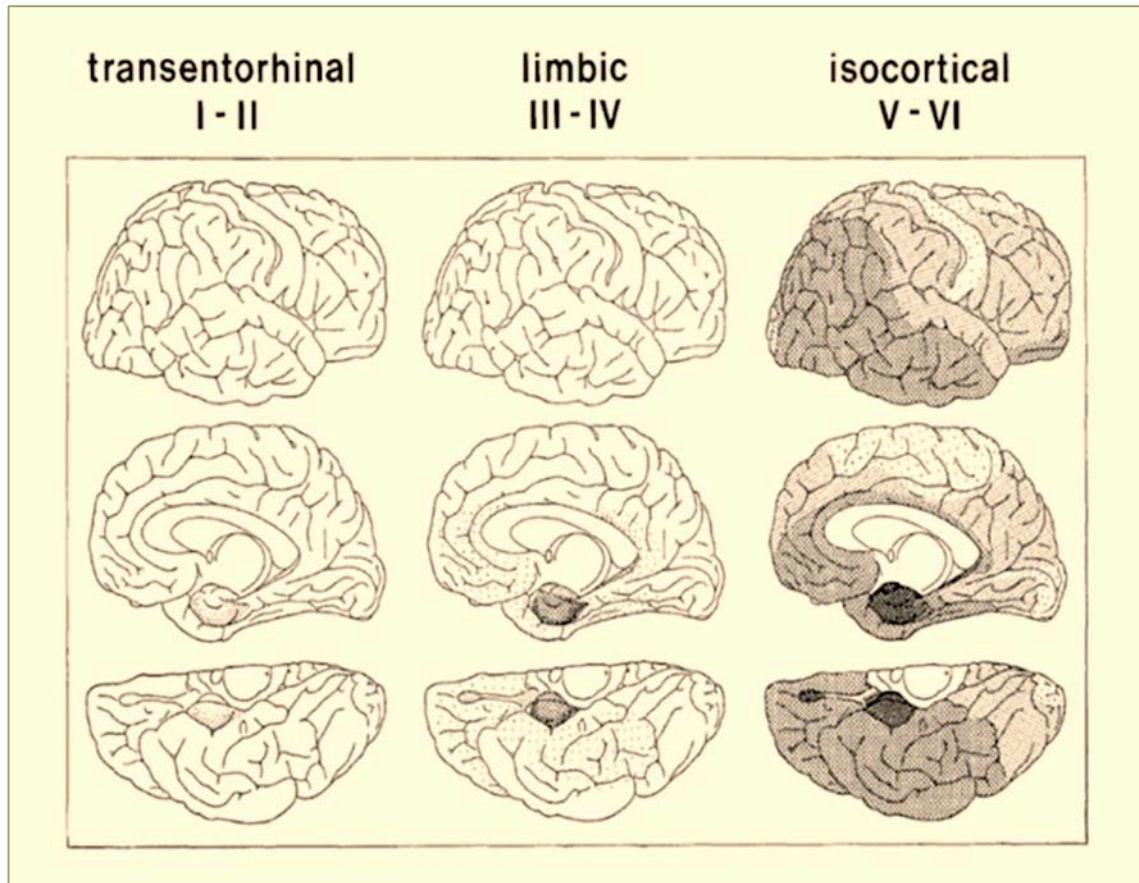 transentorhinal
I - II
limbic
III - IV
isocortical
V - VI